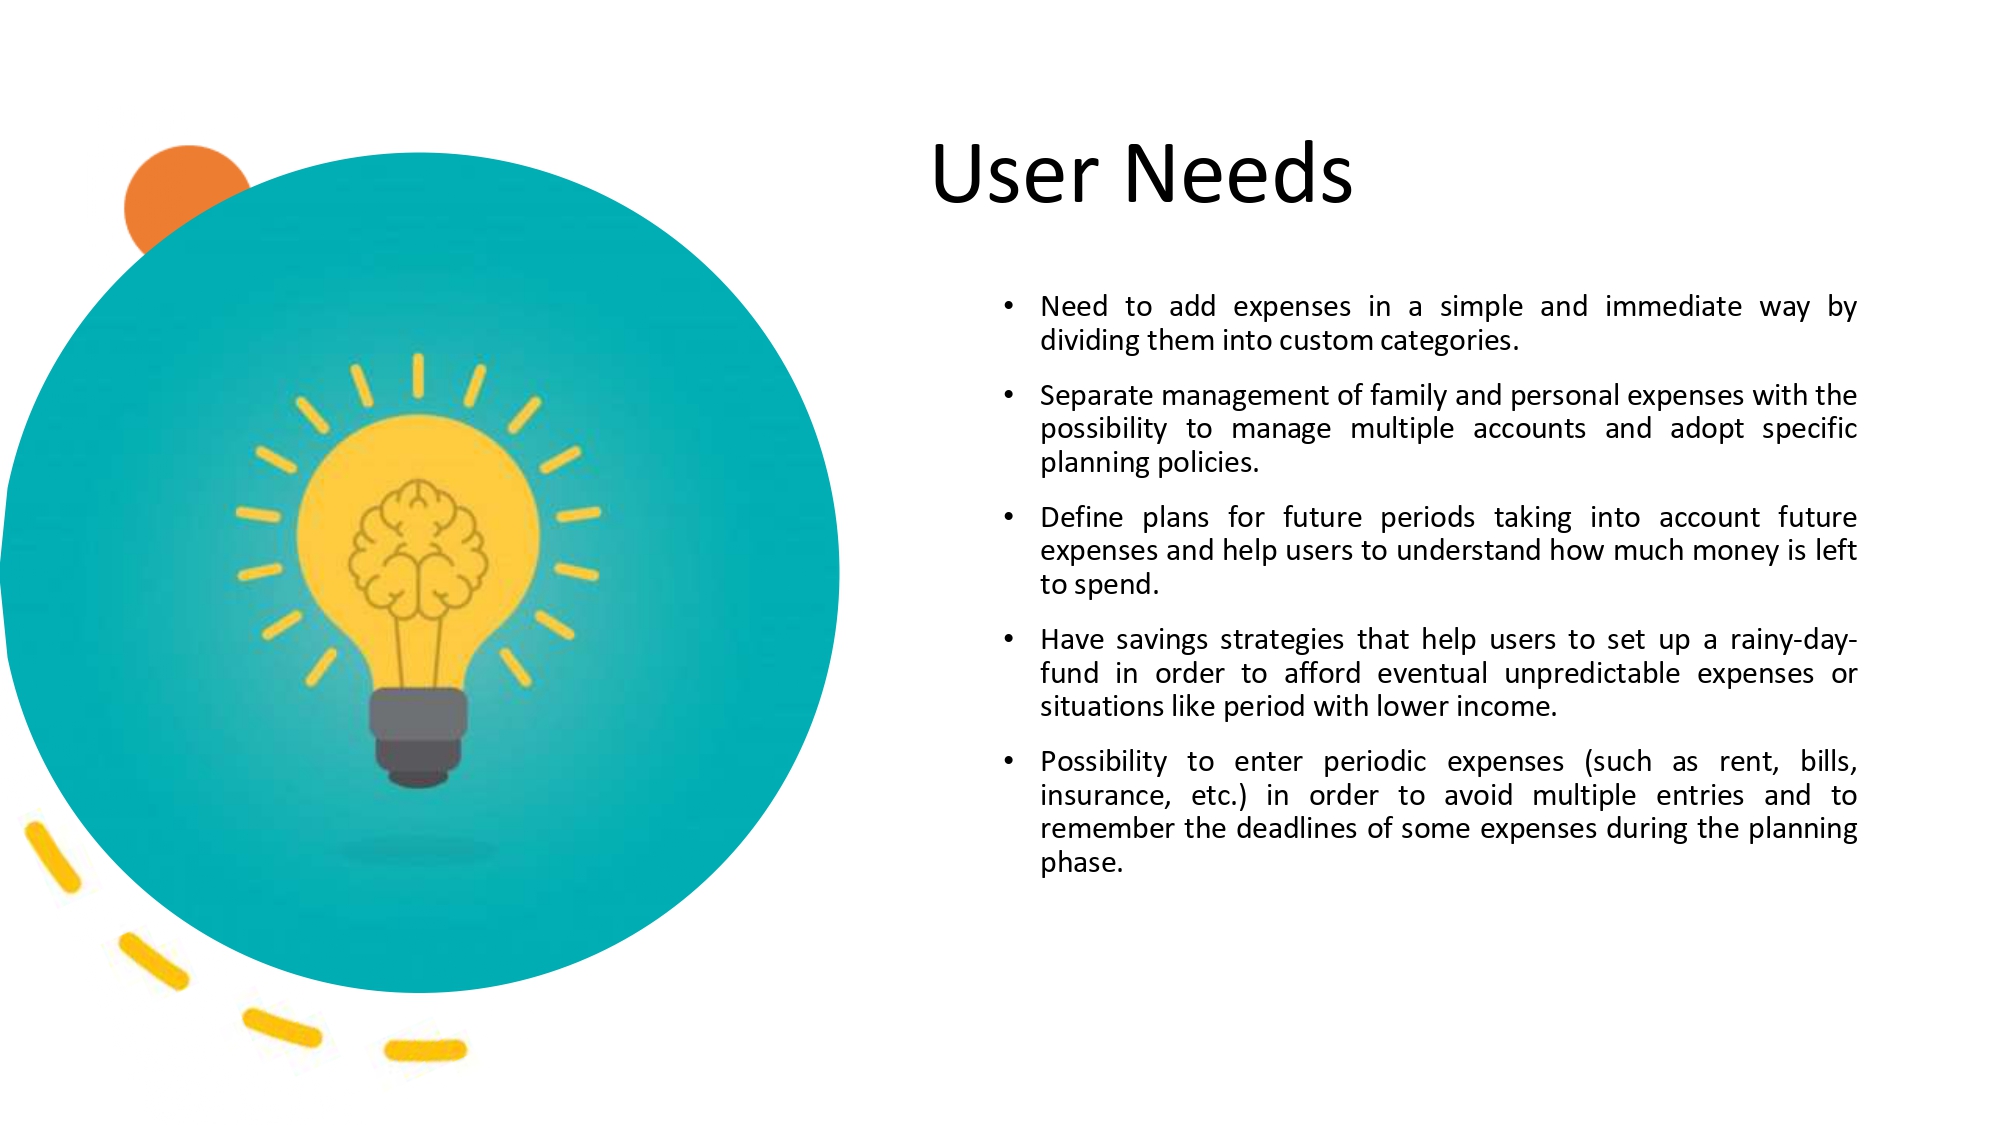 User Needs
• Need to add expenses in a simple and immediate way by
dividing them into custom categories.
• Separate management of family and personal expenses with the
possibility to manage multiple accounts and adopt specific
planning policies.
• Define plans for future periods taking into account future
expenses and help users to understand how much money is left
to spend.
• Have savings strategies that help users to set up a rainy-day-
fund in order to afford eventual unpredictable expenses or
situations like period with lower income.
• Possibility to enter periodic expenses (such as rent, bills,
insurance, etc.) in order to avoid multiple entries and to
remember the deadlines of some expenses during the planning
phase.